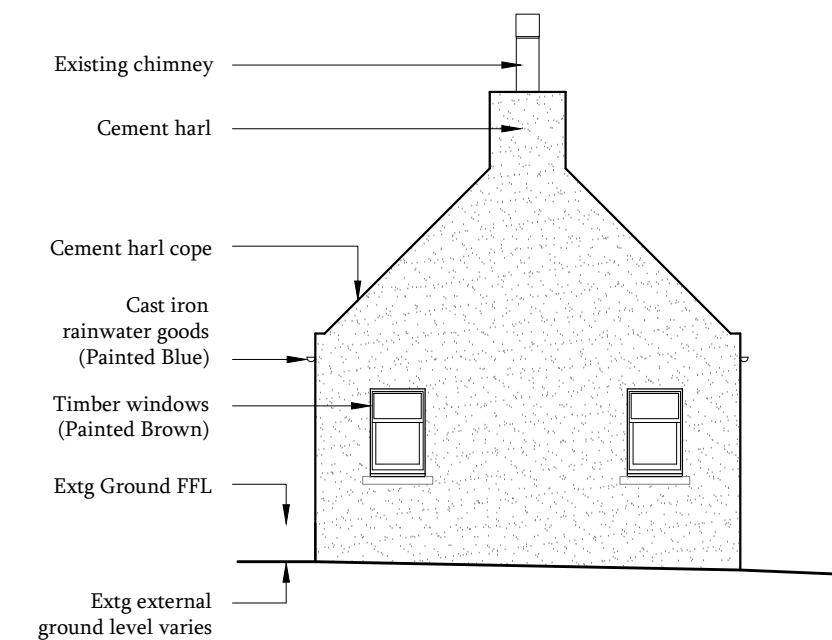 Existing chimney
Cement harl
Cement harl cope
Cast iron
rainwater goods
(Painted Blue)
Timber windows
(Painted Brown)
Extg Ground FFL
Extg external
ground level varies